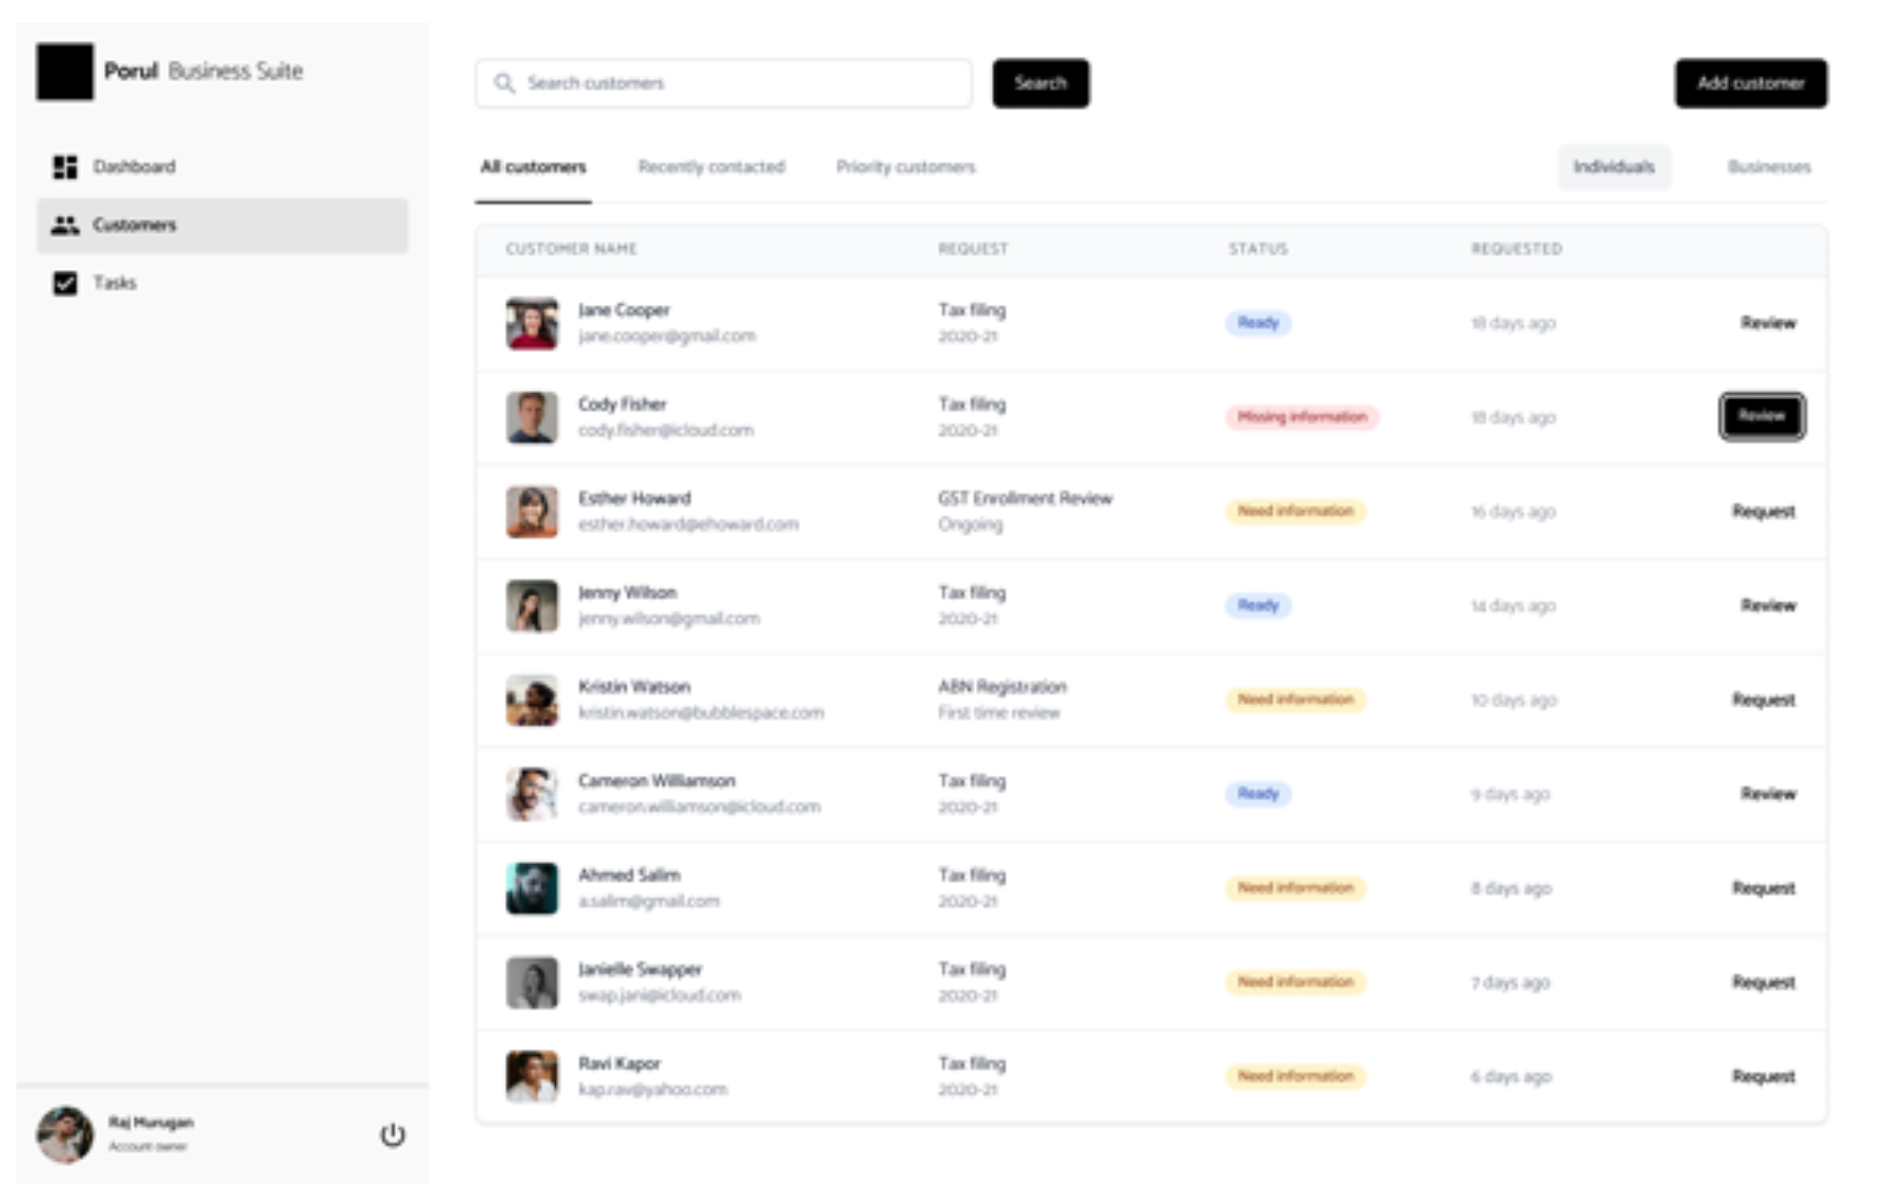 Porul Business Suite
Dashboard
Customers
Tasks
Raj Murugan
Account owner
Search customers
Search
Add customer
All customers
Recently contacted
Priority customers
Individuals
Businesses
CUSTOMER NAME REQUEST STATUS REQUESTED
Jane Cooper Tax filing Ready 18 days ago Review
jane.cooper@gmail.com 2020-21
Cody Fisher Tax filing Missing information 18 days ago Review
cody.fisher@icloud.com 2020-21
Esther Howard GST Enrollment Review Need information 16 days ago Request
esther.howard@ehoward.com Ongoing
Jenny Wilson Tax filing Ready 14 days ago Review
jenny.wilson@gmail.com 2020-21
Kristin Watson ABN Registration Need information 10 days ago Request
kristin.watson@bubblespace.com First time review
Cameron Williamson Tax filing Ready 9 days ago Review
cameron.williamson@icloud.com 2020-21
Ahmed Salim Tax filing Need information 8 days ago Request
a.salim@gmail.com 2020-21
Janielle Swapper Tax filing Need information 7 days ago Request
swap.jani@icloud.com 2020-21
Ravi Kapor Tax filing Need information 6 days ago Request
kap.rav@yahoo.com 2020-21